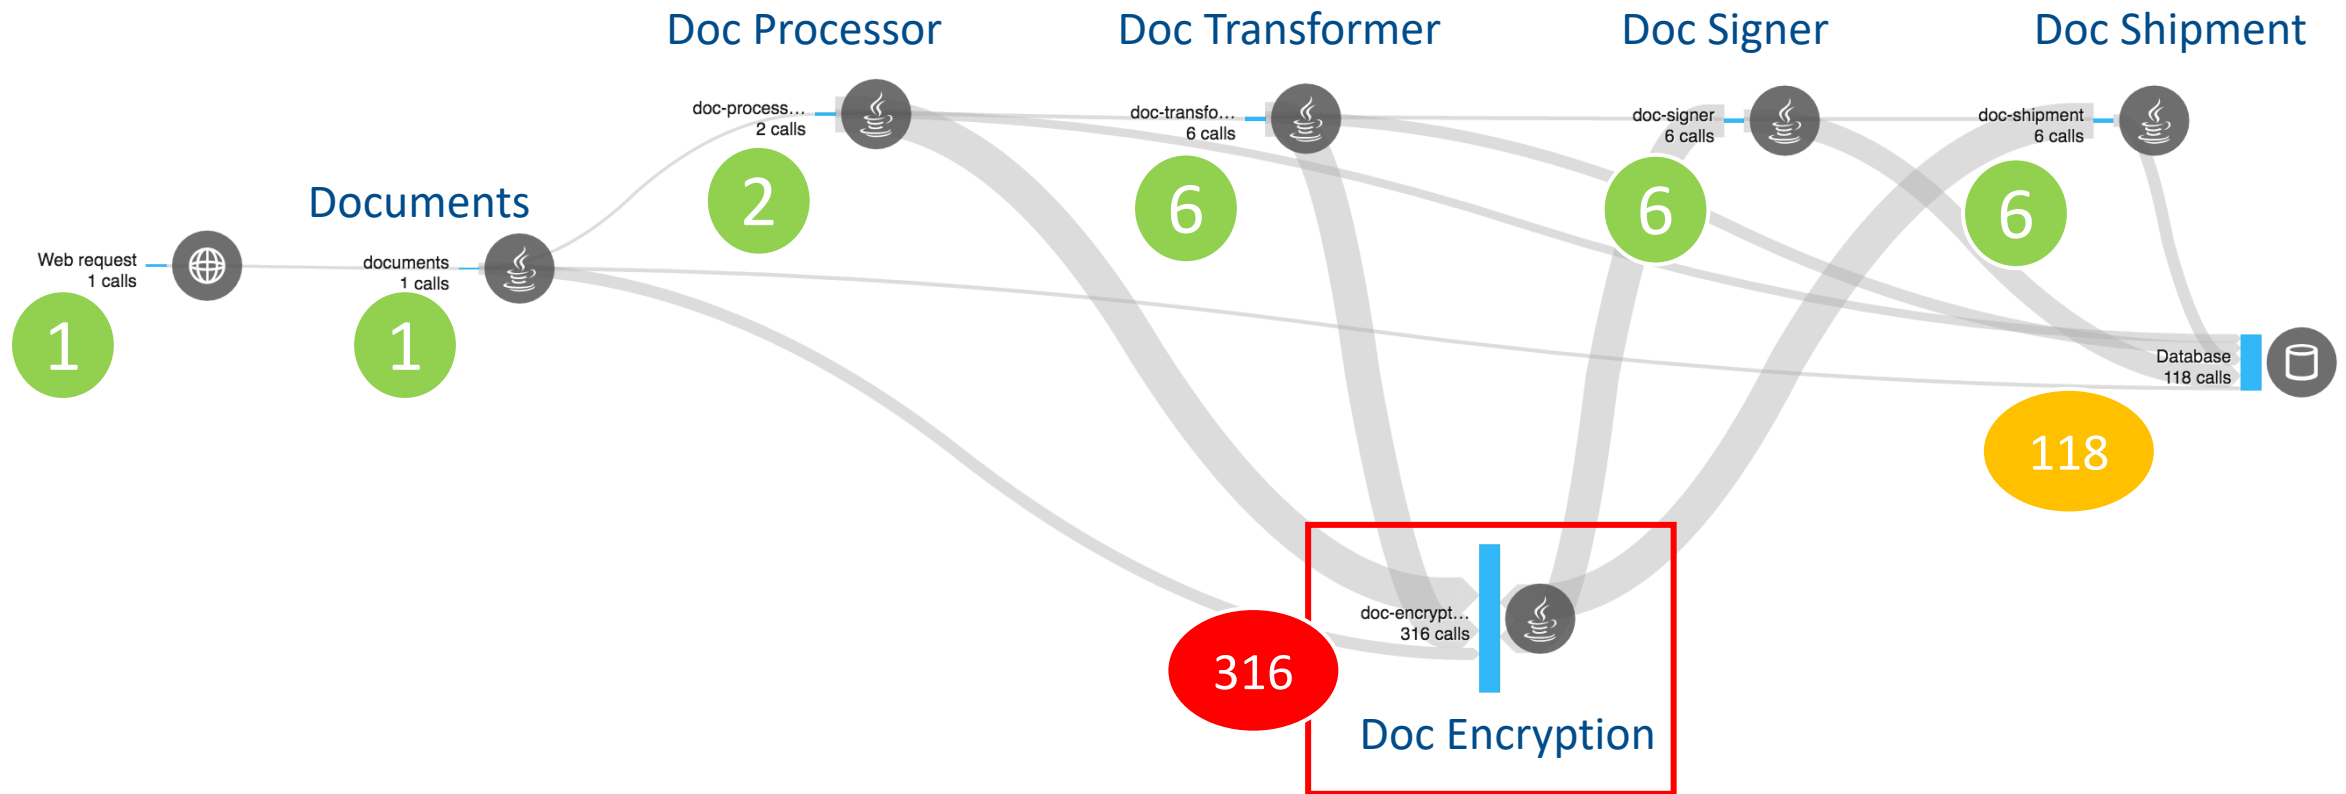 Doc Processor
Doc Transformer
Doc Signer
Doc Shipment
doc-process…
2 calls
doc-transfo…
6 calls
doc-signer
6 calls
doc-shipment
6 calls
2
6
6
6
Documents
Web request
1 calls
documents
1 calls
1
1
Database
118 calls
118
doc-encrypt…
316 calls
316
Doc Encryption